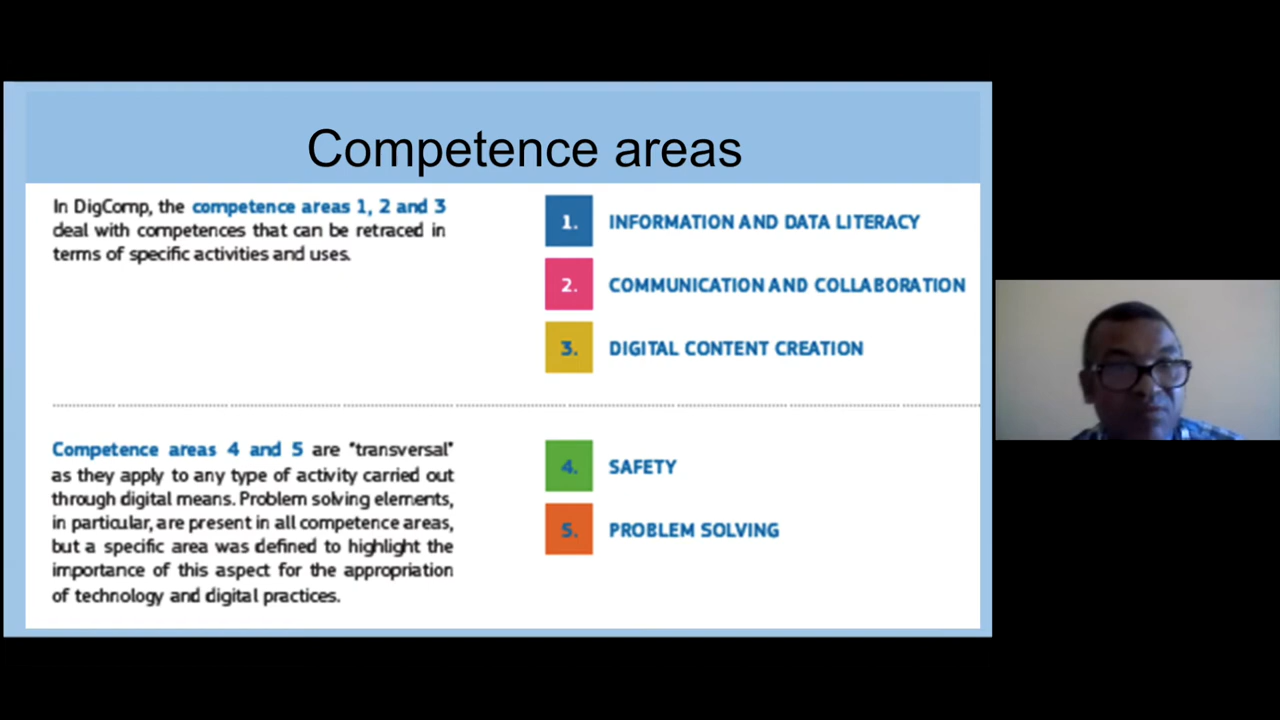 Competence areas
In DigComp, the competence areas 1, 2 and 3
deal with competences that can be retraced in
terms of specific activities and uses.
1. INFORMATION AND DATA LITERACY
2. COMMUNICATION AND COLLABORATION
3. DIGITAL CONTENT CREATION
Competence areas 4 and 5 are "transversal"
as they apply to any type of activity carried out
through digital means. Problem solving elements,
in particular, are present in all competence areas,
but a specific area was defined to highlight the
importance of this aspect for the appropriation
of technology and digital practices.
4. SAFETY
5. PROBLEM SOLVING